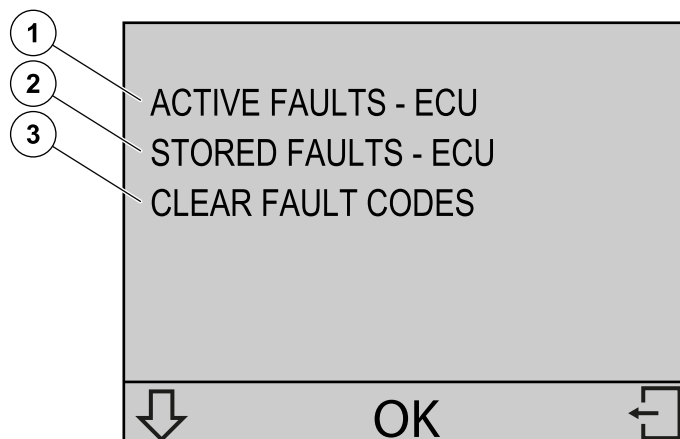 1
2
3
ACTIVE FAULTS - ECU
STORED FAULTS - ECU
CLEAR FAULT CODES
OK